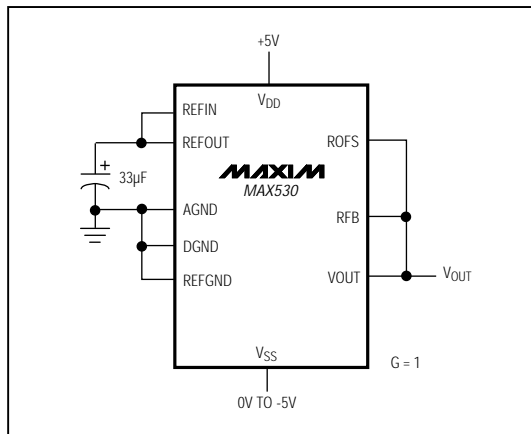 +5V
VDD
REFIN
REFOUT
ROFS
+
33µF
MAXIM
MAX530
AGND
RFB
DGND
REFGND
VOUT
VOUT
VSS
G = 1
0V TO -5V